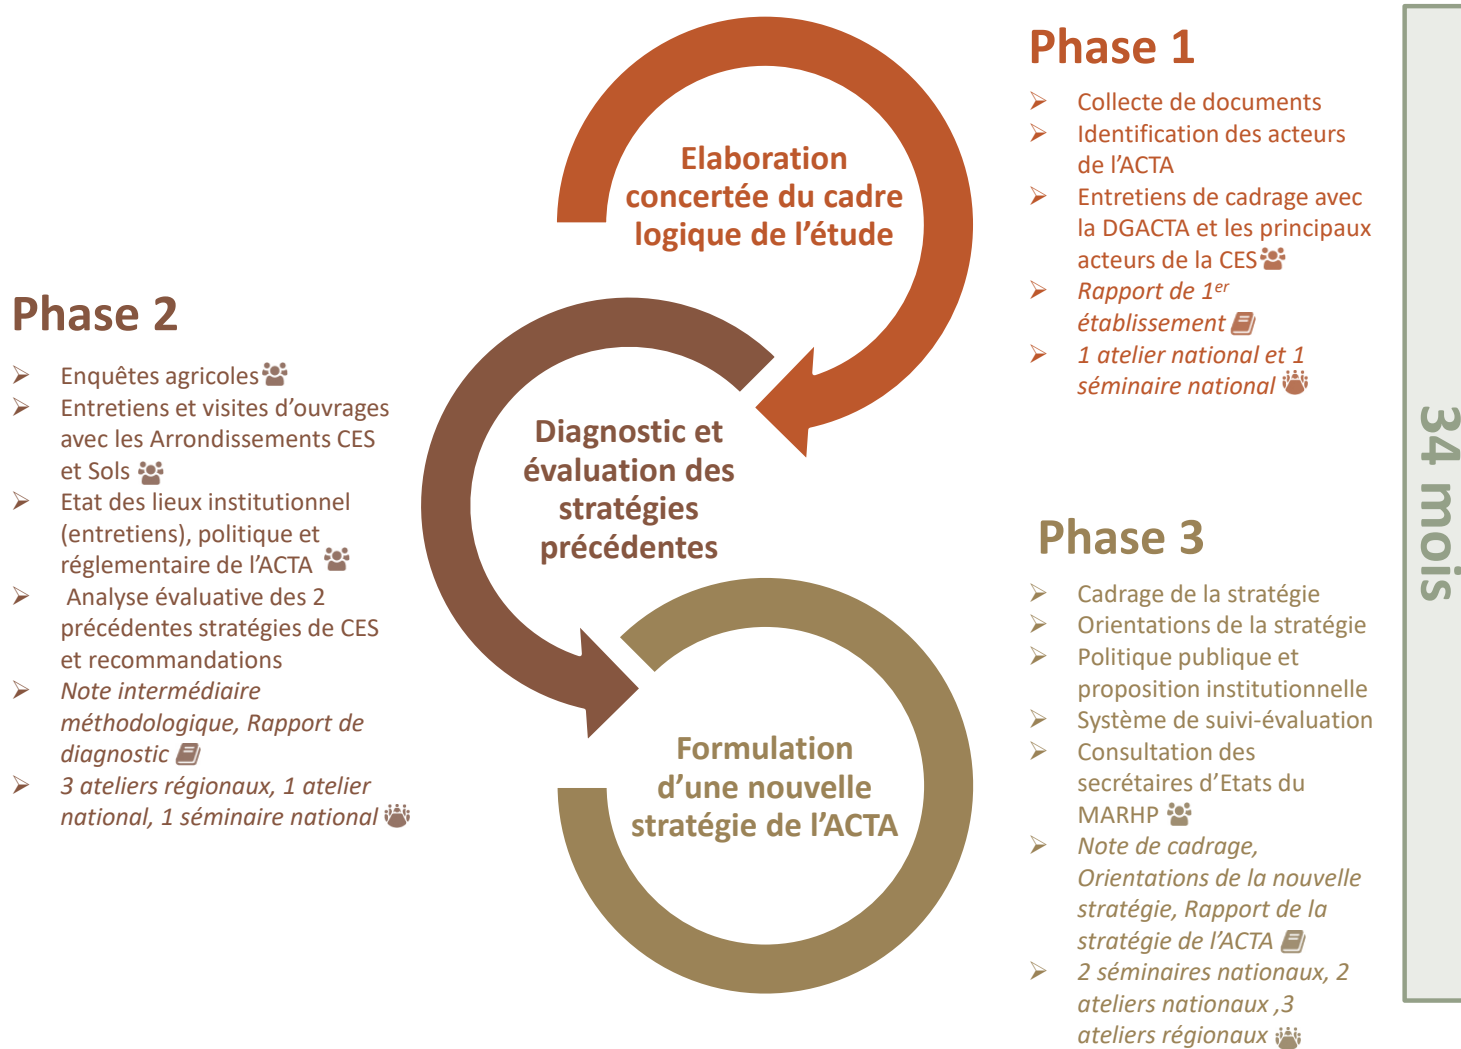 Phase 1
➢ Collecte de documents
➢ Identification des acteurs
de l’ACTA
➢ Entretiens de cadrage avec
la DGACTA et les principaux
acteurs de la CES
➢ Rapport de 1er
établissement
➢ 1 atelier national et 1
séminaire national
Elaboration
concertée du cadre
logique de l’étude
Phase 2
➢ Enquêtes agricoles
➢ Entretiens et visites d’ouvrages
avec les Arrondissements CES
et Sols
➢ Etat des lieux institutionnel
(entretiens), politique et
réglementaire de l’ACTA
➢ Analyse évaluative des 2
précédentes stratégies de CES
et recommandations
➢ Note intermédiaire
méthodologique, Rapport de
diagnostic
➢ 3 ateliers régionaux, 1 atelier
national, 1 séminaire national
Diagnostic et
évaluation des
stratégies
précédentes
Phase 3
➢ Cadrage de la stratégie
➢ Orientations de la stratégie
➢ Politique publique et
proposition institutionnelle
➢ Système de suivi-évaluation
➢ Consultation des
secrétaires d’Etats du
MARHP
➢ Note de cadrage,
Orientations de la nouvelle
stratégie, Rapport de la
stratégie de l’ACTA
➢ 2 séminaires nationaux, 2
ateliers nationaux ,3
ateliers régionaux
Formulation
d’une nouvelle
stratégie de l’ACTA
34 mois